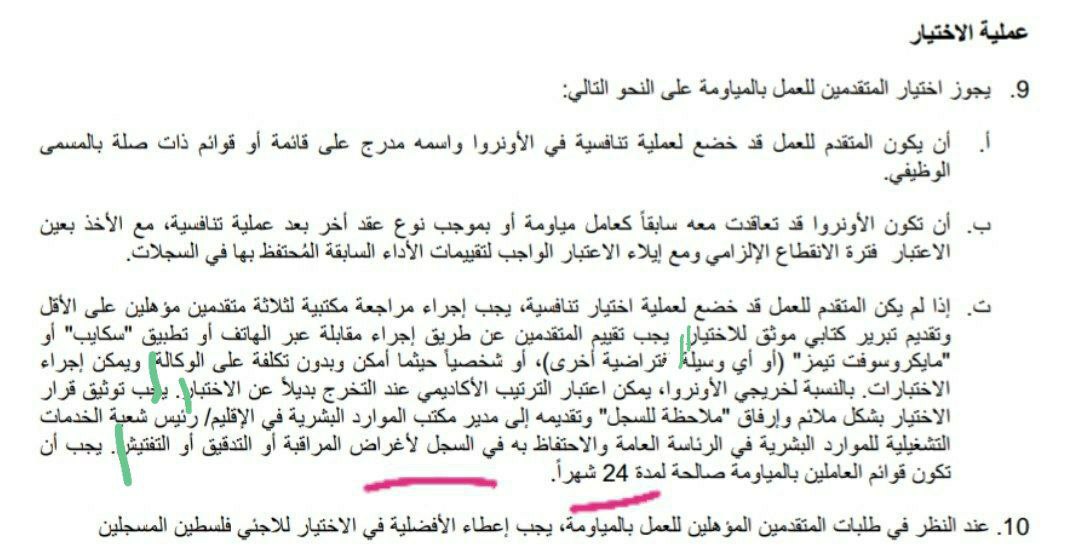 عملية الاختيار
9. يجوز اختيار المتقدمين للعمل بالمياومة على النحو التالي:
أ. أن يكون المتقدم للعمل قد خضع لعملية تنافسية في الأونروا واسمه مدرج على قائمة أو قوائم ذات صلة بالمسمى
الوظيفي.
ب. أن تكون الأونروا قد تعاقدت معه سابقاً كعامل مياومة أو بموجب نوع عقد أخر بعد عملية تنافسية، مع الأخذ بعين
الاعتبار فترة الانقطاع الإلزامي ومع إيلاء الاعتبار الواجب لتقييمات الأداء السابقة المُحتفظ بها في السجلات.
ت. إذا لم يكن المتقدم للعمل قد خضع لعملية اختيار تنافسية، يجب إجراء مراجعة مكتبية لثلاثة متقدمين مؤهلين على الأقل
وتقديم تبرير كتابي موثق للاختيار. يجب تقييم المتقدمين عن طريق إجراء مقابلة عبر الهاتف أو تطبيق "سكايب" أو
"مايكروسوفت تيمز" (أو أي وسيلة فتراضية أخرى)، أو شخصياً حيثما أمكن وبدون تكلفة على الوكالة. ويمكن إجراء
الاختبارات. بالنسبة لخريجي الأونروا، يمكن اعتبار الترتيب الأكاديمي عند التخرج بديلاً عن الاختبار. يجب توثيق قرار
الاختيار بشكل ملائم وإرفاق "ملاحظة للسجل" وتقديمه إلى مدير مكتب الموارد البشرية في الإقليم/ رئيس شعبة الخدمات
التشغيلية للموارد البشرية في الرئاسة العامة والاحتفاظ به في السجل لأغراض المراقبة أو التدقيق أو التفتيش. يجب أن
تكون قوائم العاملين بالمياومة صالحة لمدة 24 شهراً.
10. عند النظر في طلبات المتقدمين المؤهلين للعمل بالمياومة، يجب إعطاء الأفضلية في الاختيار للاجئي فلسطين المسجلين